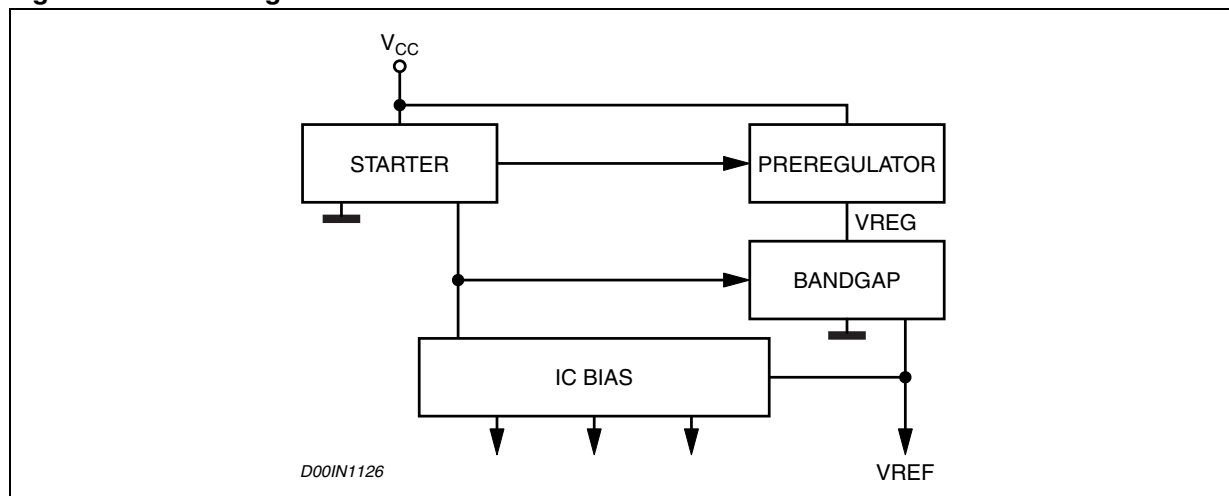 V_CC
STARTER
PREREGULATOR
VREG
BANDGAP
IC BIAS
D00IN1126
VREF